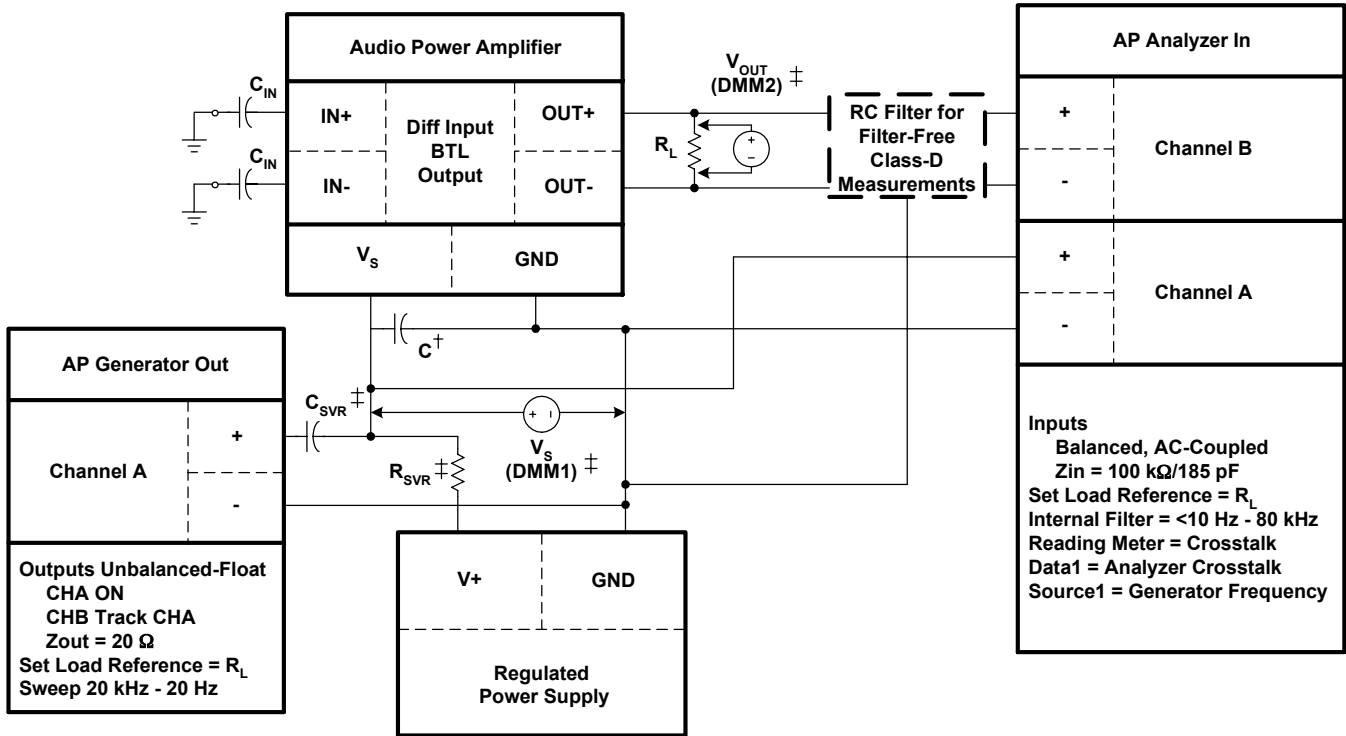 Audio Power Amplifier
C_IN
IN+
Diff Input
BTL
Output
OUT+
C_IN
IN-
OUT-
V_S
GND
V_OUT ‡
(DMM2)
R_L
+
–
RC Filter for
Filter-Free
Class-D
Measurements
AP Analyzer In
+
Channel B
-
+
Channel A
-
Inputs
Balanced, AC-Coupled
Zin = 100 kΩ/185 pF
Set Load Reference = R_L
Internal Filter = <10 Hz - 80 kHz
Reading Meter = Crosstalk
Data1 = Analyzer Crosstalk
Source1 = Generator Frequency
C†
AP Generator Out
Channel A
+
-
C_SVR ‡
R_SVR ‡
+ –
V_S
(DMM1) ‡
Outputs Unbalanced-Float
CHA ON
CHB Track CHA
Zout = 20 Ω
Set Load Reference = R_L
Sweep 20 kHz - 20 Hz
V+
GND
Regulated
Power Supply